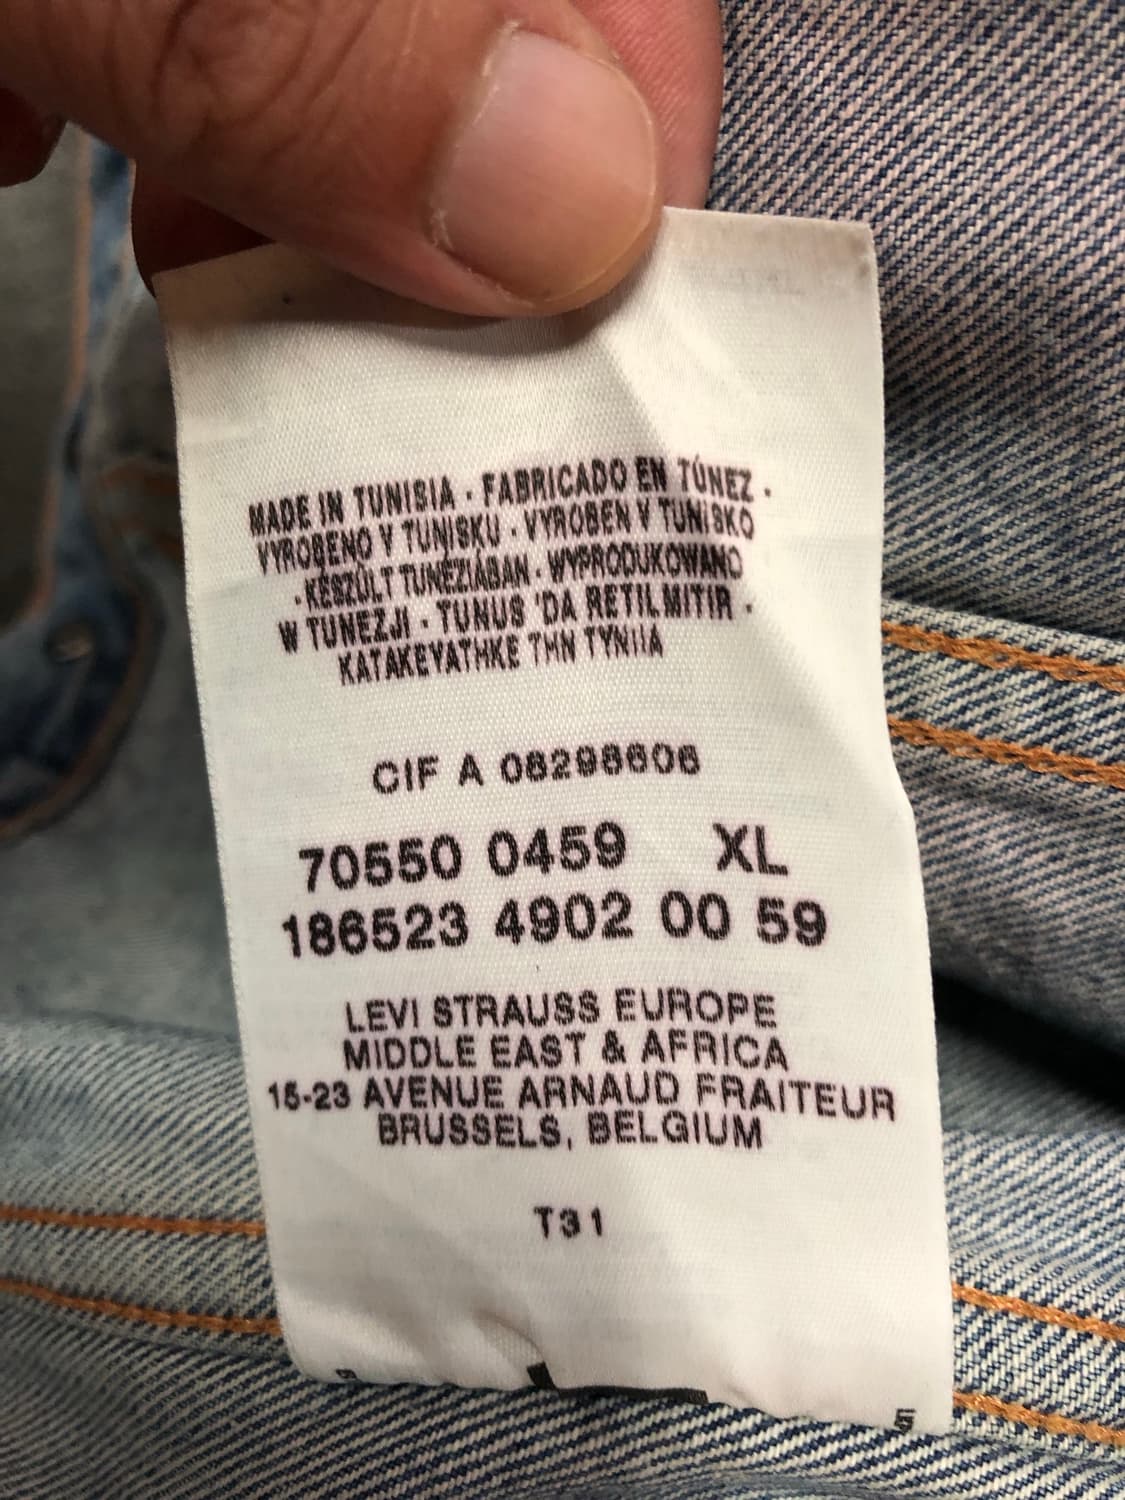 MADE IN TUNISIA · FABRICADO EN TÚNEZ ·
VYROBENO V TUNISKU · VYROBEN V TUNISKO
· KÉSZÜLT TUNÉZIÁBAN · WYPRODUKOWANO
W TUNEZJI · TUNUS 'DA RETILMITIR ·
KATAKEYATHKE THN TYNIIA
CIF A 08298606
70550 0459 XL
186523 4902 00 59
LEVI STRAUSS EUROPE
MIDDLE EAST & AFRICA
15-23 AVENUE ARNAUD FRAITEUR
BRUSSELS, BELGIUM
T31